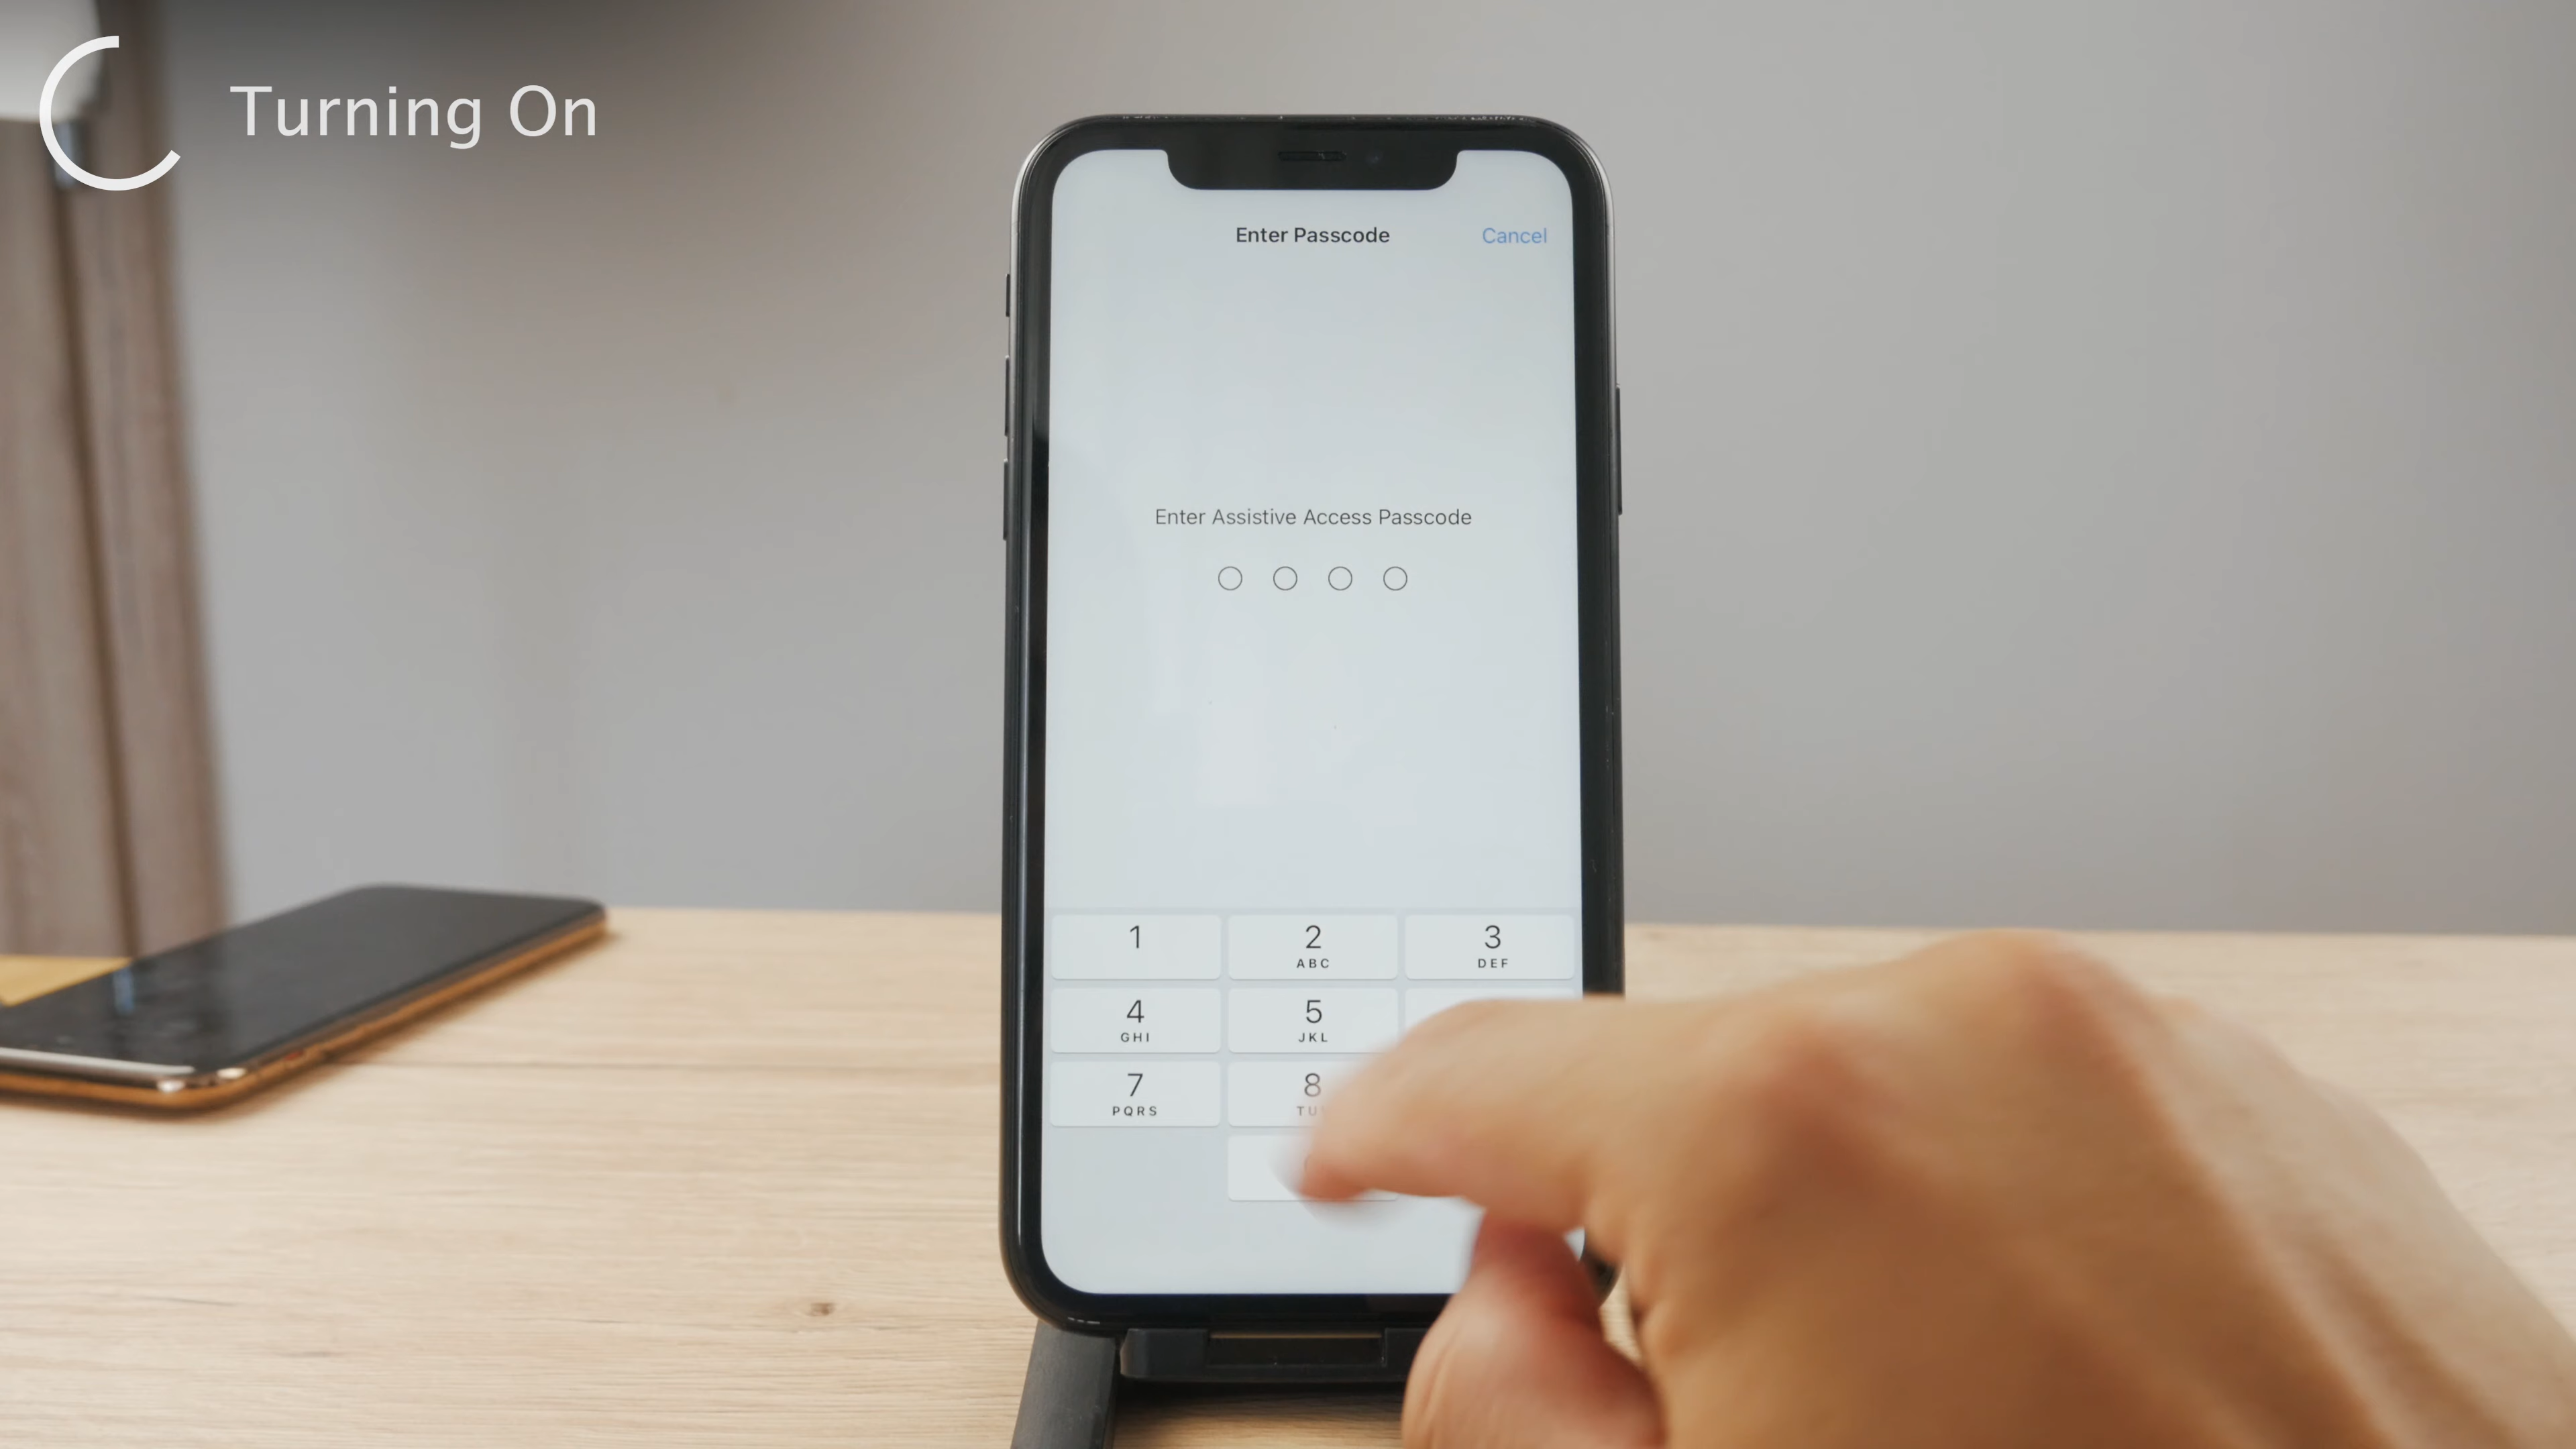 Turning On
Enter Passcode
Cancel
Enter Assistive Access Passcode
1
2
3
ABC
DEF
4
5
GHI
JKL
7
8
PQRS